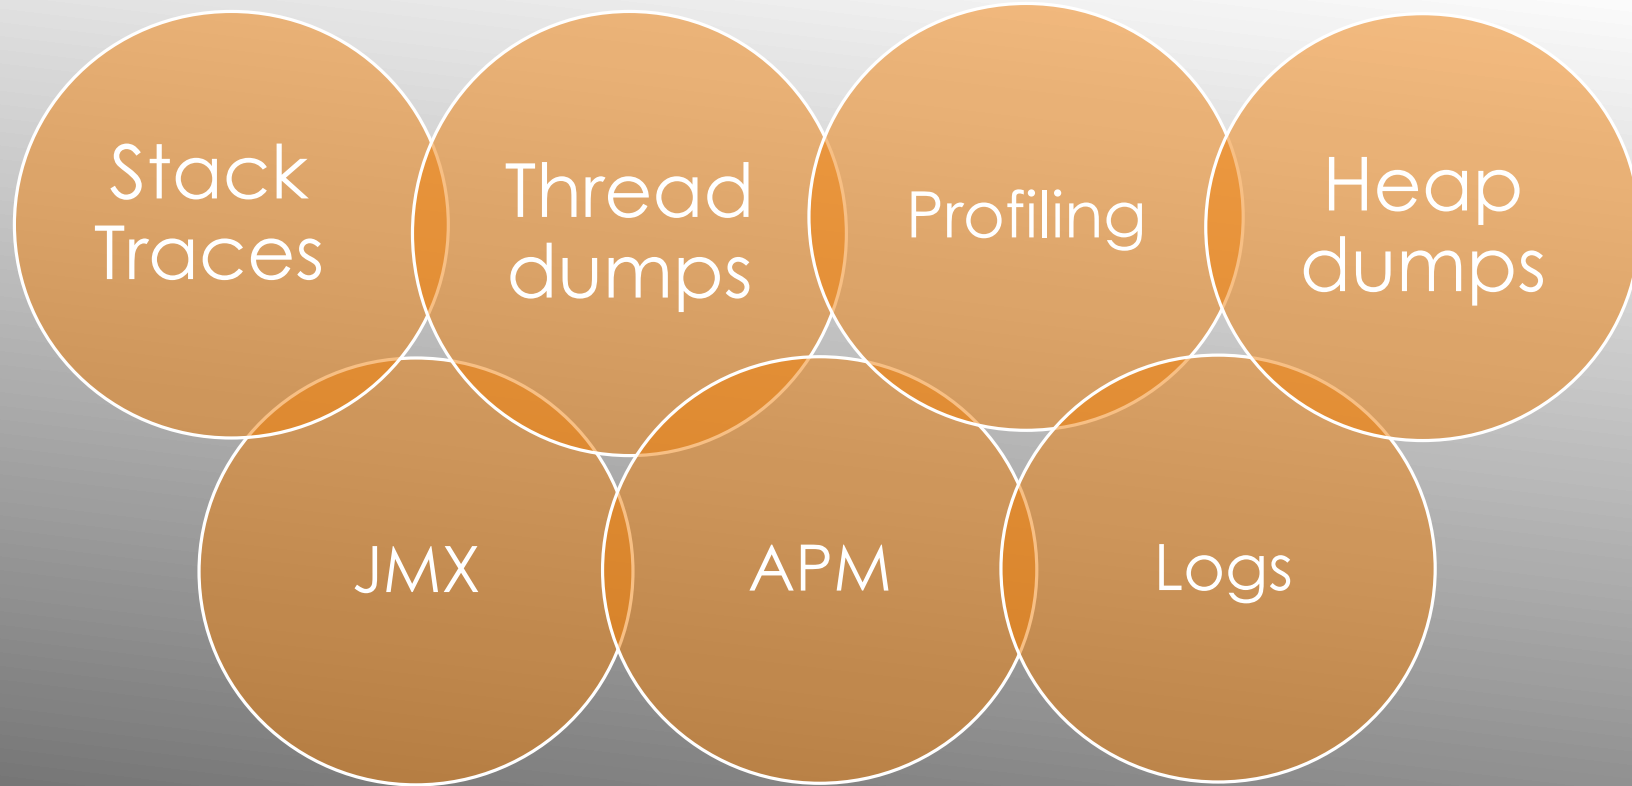 Stack
Traces
Thread
dumps
Profiling
Heap
dumps
JMX
APM
Logs